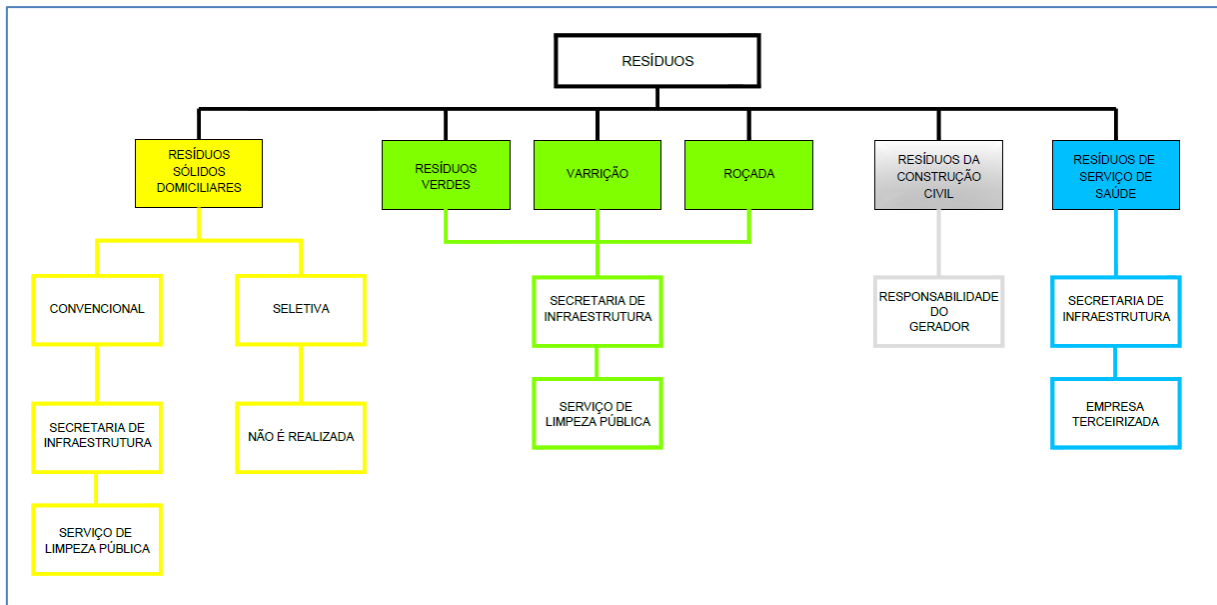 RESÍDUOS
RESÍDUOS
SÓLIDOS
DOMICILIARES
RESÍDUOS
VERDES
VARRIÇÃO
ROÇADA
RESÍDUOS DA
CONSTRUÇÃO
CIVIL
RESÍDUOS DE
SERVIÇO DE
SAÚDE
CONVENCIONAL
SELETIVA
SECRETARIA DE
INFRAESTRUTURA
RESPONSABILIDADE
DO
GERADOR
SECRETARIA DE
INFRAESTRUTURA
SECRETARIA DE
INFRAESTRUTURA
NÃO É REALIZADA
SERVIÇO DE
LIMPEZA PÚBLICA
EMPRESA
TERCEIRIZADA
SERVIÇO DE
LIMPEZA PÚBLICA